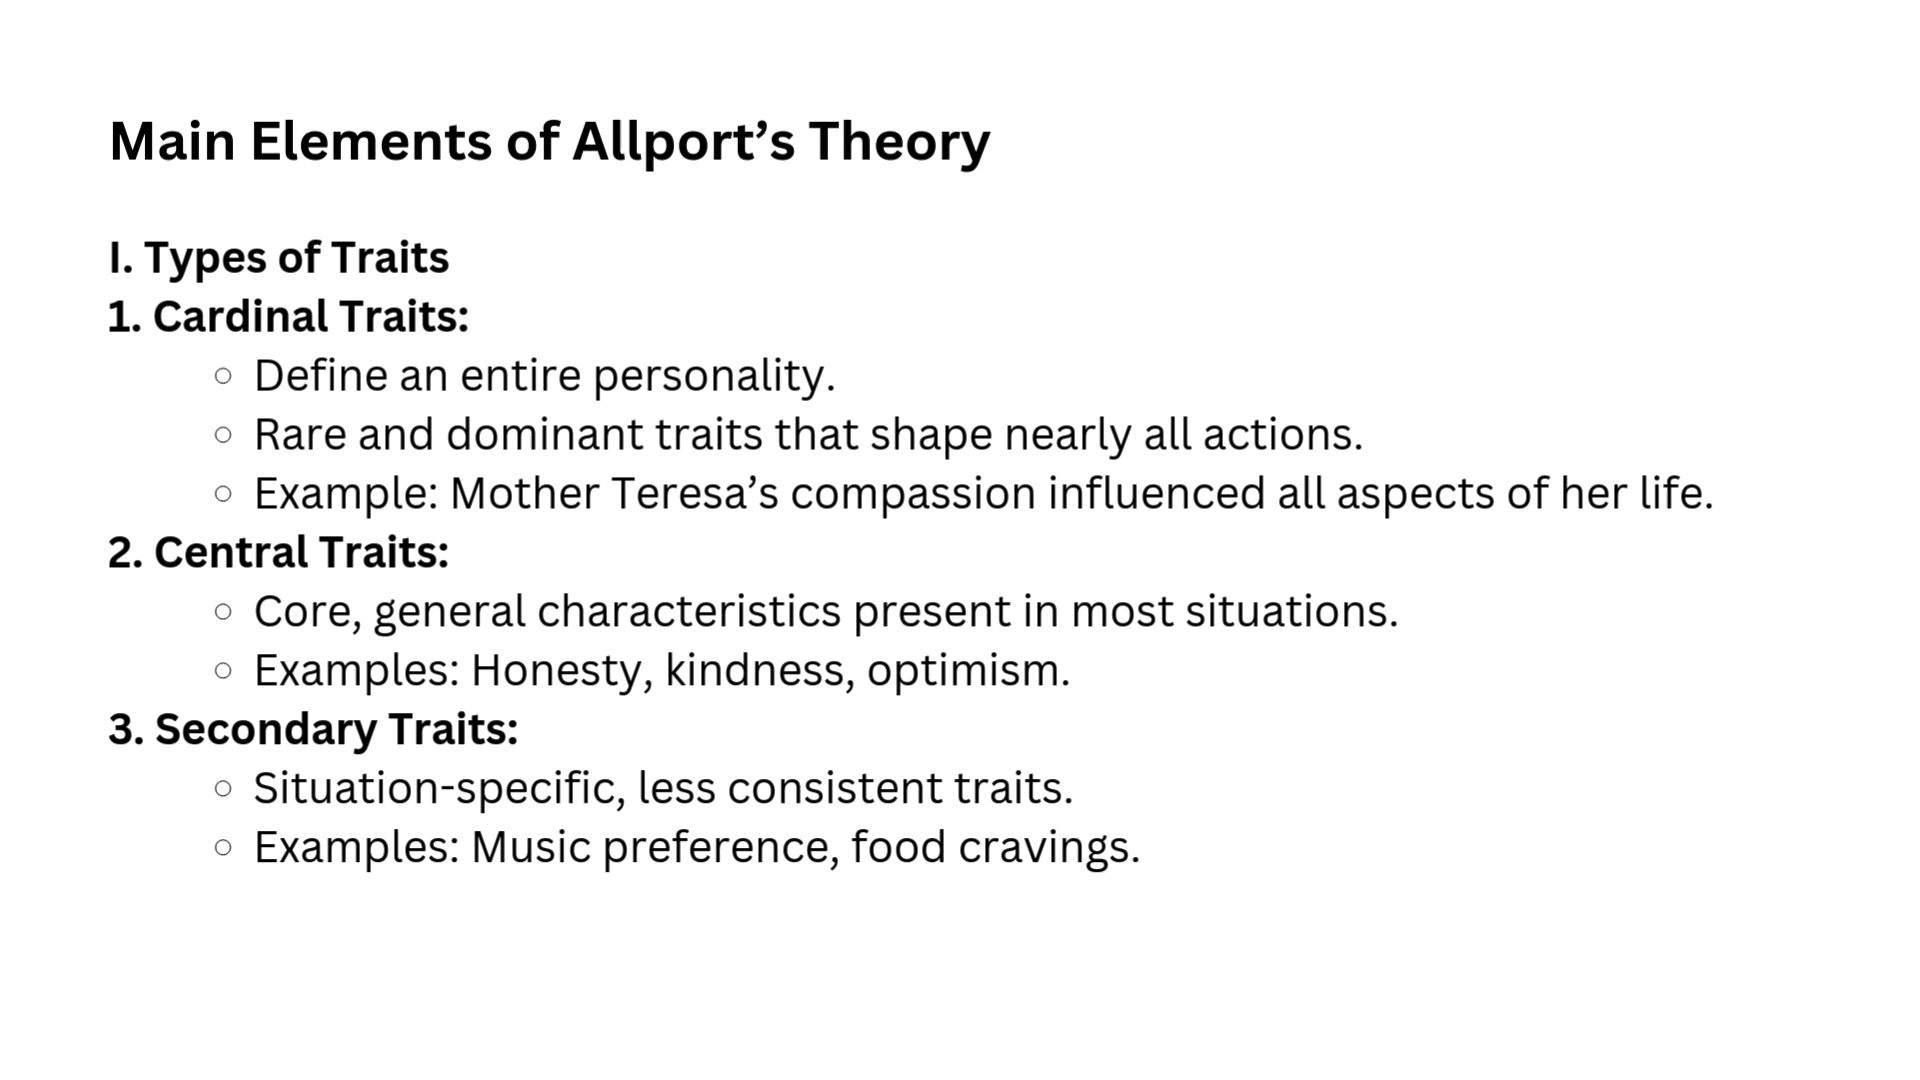 Main Elements of Allport’s Theory
I. Types of Traits
1. Cardinal Traits:
○ Define an entire personality.
○ Rare and dominant traits that shape nearly all actions.
○ Example: Mother Teresa’s compassion influenced all aspects of her life.
2. Central Traits:
○ Core, general characteristics present in most situations.
○ Examples: Honesty, kindness, optimism.
3. Secondary Traits:
○ Situation-specific, less consistent traits.
○ Examples: Music preference, food cravings.